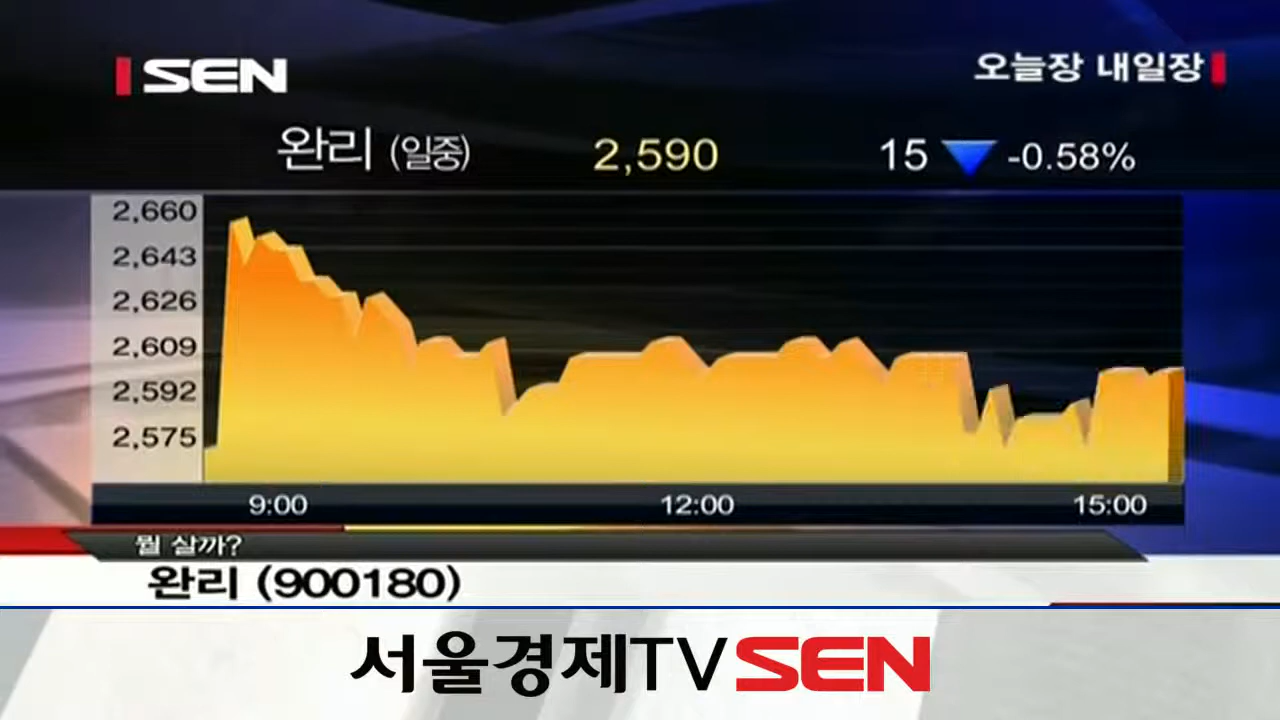 SEN
오늘장 내일장
완리 (일중) 2,590 15 ▼ -0.58%
2,660
2,643
2,626
2,609
2,592
2,575
9:00 12:00 15:00
뭘 살까?
완리 (900180)
서울경제TV SEN